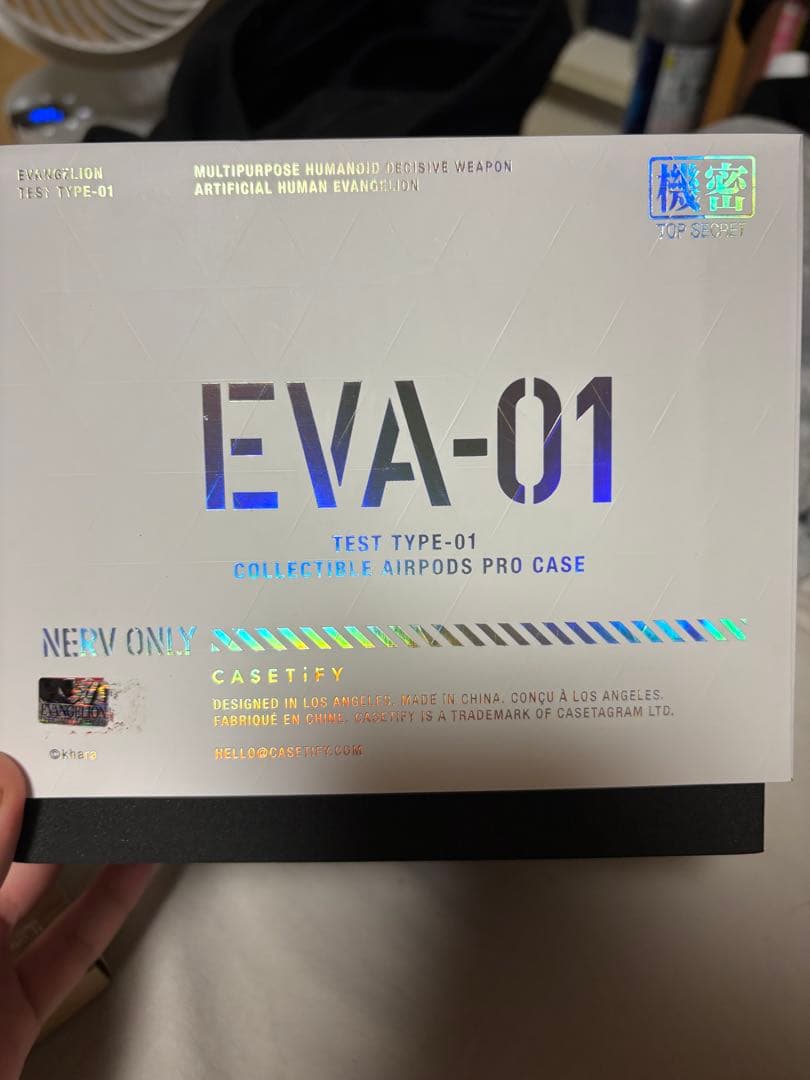 EVANGELION
TEST TYPE-01
MULTIPURPOSE HUMANOID DECISIVE WEAPON
ARTIFICIAL HUMAN EVANGELION
機密
TOP SECRET
EVA-01
TEST TYPE-01
COLLECTIBLE AIRPODS PRO CASE
NERV ONLY
CASETiFY
DESIGNED IN LOS ANGELES. MADE IN CHINA. CONÇU À LOS ANGELES.
FABRIQUÉ EN CHINE. CASETIFY IS A TRADEMARK OF CASETAGRAM LTD.
EVANGELION
©khara
HELLO@CASETIFY.COM